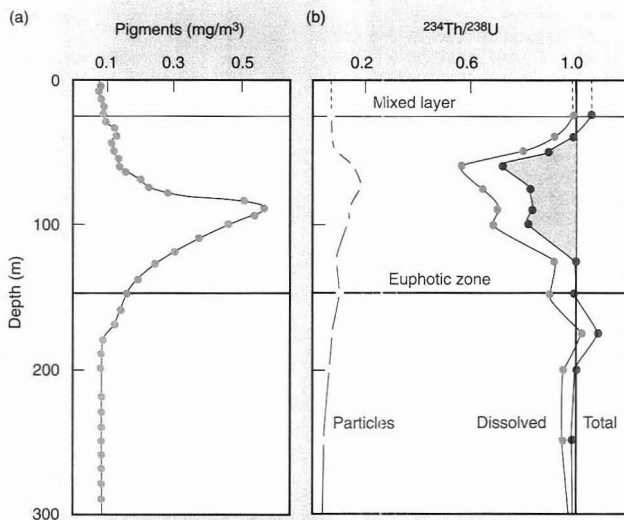 (a)
Pigments (mg/m³)
0.1 0.3 0.5
0
100
200
300
Depth (m)
(b)
²³⁴Th/²³⁸U
0.2 0.6 1.0
Mixed layer
Euphotic zone
Particles Dissolved Total